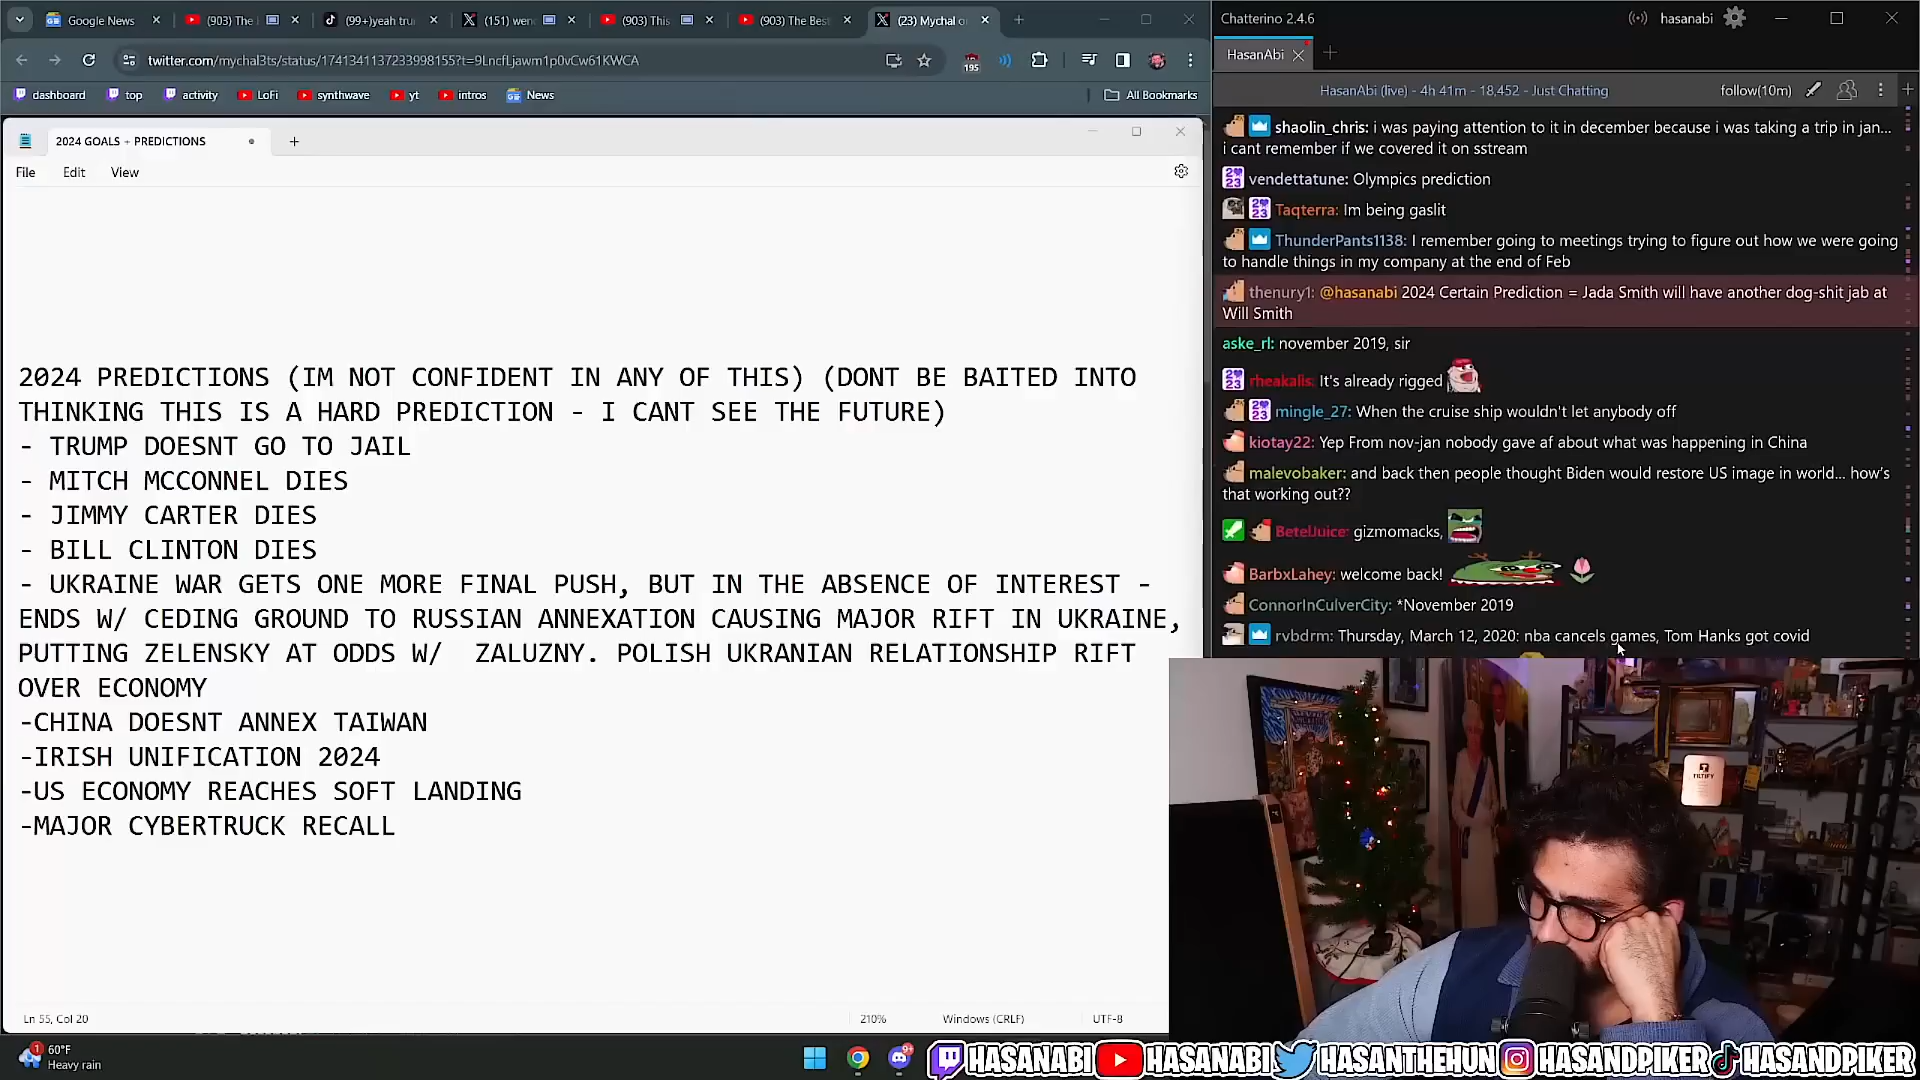 Google News
(903) The I
(99+)yeah tru
(151) wene
(903) This
(903) The Best
(23) Mychal o
twitter.com/mychal3ts/status/1741341137233998155?t=9LncfLjawm1p0vCw61KWCA
195
dashboard
top
activity
LoFi
synthwave
yt
intros
News
All Bookmarks
2024 GOALS + PREDICTIONS
File
Edit
View
2024 PREDICTIONS (IM NOT CONFIDENT IN ANY OF THIS) (DONT BE BAITED INTO
THINKING THIS IS A HARD PREDICTION - I CANT SEE THE FUTURE)
- TRUMP DOESNT GO TO JAIL
- MITCH MCCONNEL DIES
- JIMMY CARTER DIES
- BILL CLINTON DIES
- UKRAINE WAR GETS ONE MORE FINAL PUSH, BUT IN THE ABSENCE OF INTEREST -
ENDS W/ CEDING GROUND TO RUSSIAN ANNEXATION CAUSING MAJOR RIFT IN UKRAINE,
PUTTING ZELENSKY AT ODDS W/ ZALUZNY. POLISH UKRANIAN RELATIONSHIP RIFT
OVER ECONOMY
-CHINA DOESNT ANNEX TAIWAN
-IRISH UNIFICATION 2024
-US ECONOMY REACHES SOFT LANDING
-MAJOR CYBERTRUCK RECALL
Ln 55, Col 20
210%
Windows (CRLF)
UTF-8
Chatterino 2.4.6
hasanabi
HasanAbi
HasanAbi (live) - 4h 41m - 18,452 - Just Chatting
follow(10m)
shaolin_chris: i was paying attention to it in december because i was taking a trip in jan...
i cant remember if we covered it on sstream
vendettatune: Olympics prediction
Taqterra: Im being gaslit
ThunderPants1138: I remember going to meetings trying to figure out how we were going
to handle things in my company at the end of Feb
thenury1: @hasanabi 2024 Certain Prediction = Jada Smith will have another dog-shit jab at
Will Smith
aske_rl: november 2019, sir
rheakalis: It's already rigged
mingle_27: When the cruise ship wouldn't let anybody off
kiotay22: Yep From nov-jan nobody gave af about what was happening in China
malevobaker: and back then people thought Biden would restore US image in world... how's
that working out??
BetelJuice: gizmomacks,
BarbxLahey: welcome back!
ConnorInCulverCity: *November 2019
rvbdrm: Thursday, March 12, 2020: nba cancels games, Tom Hanks got covid
TILTIFY
1
60°F
Heavy rain
9+
HASANABI
HASANABI
HASANTHEHUN
HASANDPIKER
HASANDPIKER